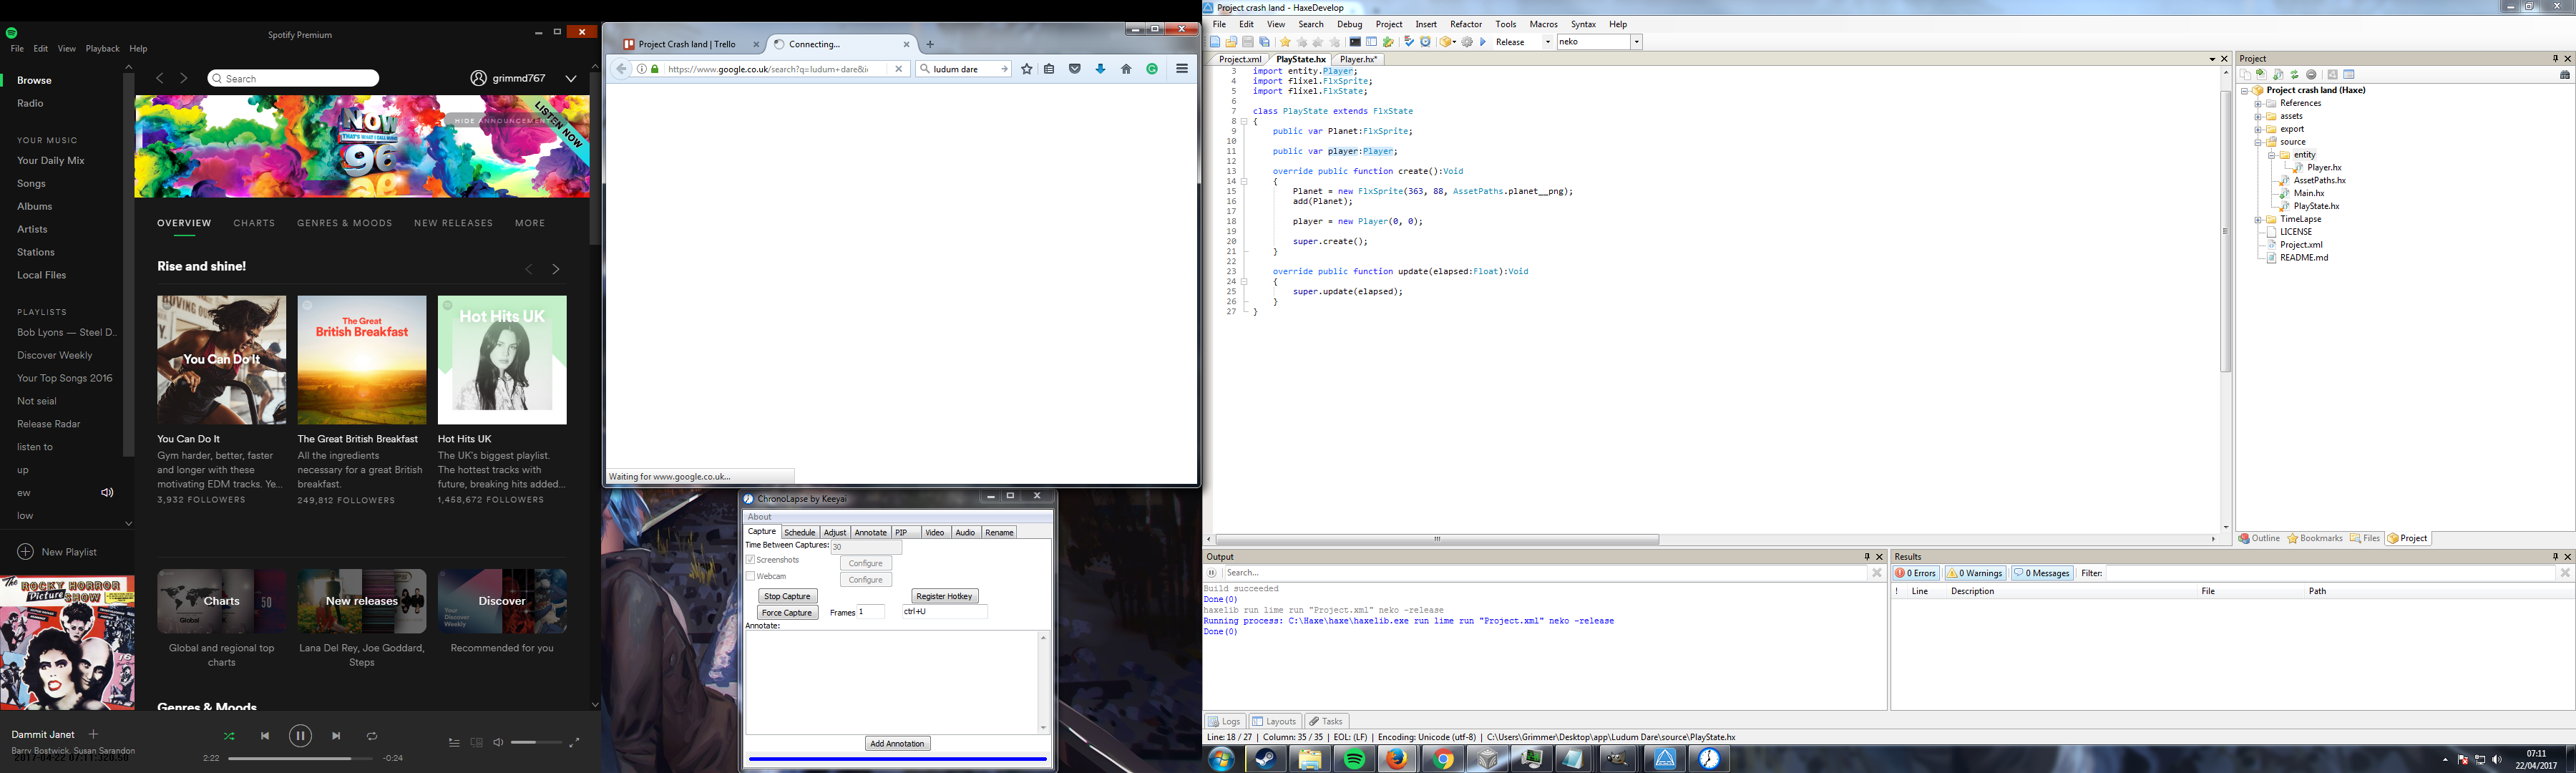 Spotify Premium
File Edit View Playback Help
Browse
Radio
YOUR MUSIC
Your Daily Mix
Songs
Albums
Artists
Stations
Local Files
PLAYLISTS
Bob Lyons — Steel D..
Discover Weekly
Your Top Songs 2016
Not seial
Release Radar
listen to
up
ew
low
New Playlist
THE ROCKY HORROR Picture SHOW
Dammit Janet
Barry Bostwick, Susan Sarandon
2017-04-22 07:11:320.50
Search
grimmd767
NOW
THAT'S WHAT I CALL MUSIC
96
HIDE ANNOUNCEMENT
LISTEN NOW
OVERVIEW CHARTS GENRES & MOODS NEW RELEASES MORE
Rise and shine!
You Can Do It
The Great
British Breakfast
Hot Hits UK
You Can Do It
Gym harder, better, faster
and longer with these
motivating EDM tracks. Ye...
3,932 FOLLOWERS
The Great British Breakfast
All the ingredients
necessary for a great British
breakfast.
249,812 FOLLOWERS
Hot Hits UK
The UK's biggest playlist.
The hottest tracks with
future, breaking hits added...
1,458,672 FOLLOWERS
Charts
Global and regional top
charts
New releases
Lana Del Rey, Joe Goddard,
Steps
Discover
Recommended for you
Genres & Moods
2:22 -0:24
Project Crash land | Trello
Connecting...
https://www.google.co.uk/search?q=ludum+dare&i
ludum dare
Waiting for www.google.co.uk...
ChronoLapse by Keeyai
About
Capture Schedule Adjust Annotate PIP Video Audio Rename
Time Between Captures: 30
Screenshots Configure
Webcam Configure
Stop Capture Register Hotkey
Force Capture Frames 1 ctrl+U
Annotate:
Add Annotation
Project crash land - HaxeDevelop
File Edit View Search Debug Project Insert Refactor Tools Macros Syntax Help
Release neko
Project.xml PlayState.hx Player.hx*
3 import entity.Player;
4 import flixel.FlxSprite;
5 import flixel.FlxState;
6
7 class PlayState extends FlxState
8 {
9 public var Planet:FlxSprite;
10
11 public var player:Player;
12
13 override public function create():Void
14 {
15 Planet = new FlxSprite(363, 88, AssetPaths.planet__png);
16 add(Planet);
17
18 player = new Player(0, 0);
19
20 super.create();
21 }
22
23 override public function update(elapsed:Float):Void
24 {
25 super.update(elapsed);
26 }
27 }
Project
Project crash land (Haxe)
References
assets
export
source
entity
Player.hx
AssetPaths.hx
Main.hx
PlayState.hx
TimeLapse
LICENSE
Project.xml
README.md
Outline Bookmarks Files Project
Output
Search...
Build succeeded
Done(0)
haxelib run lime run "Project.xml" neko -release
Running process: C:\Haxe\haxe\haxelib.exe run lime run "Project.xml" neko -release
Done(0)
Results
0 Errors 0 Warnings 0 Messages Filter:
! Line Description File Path
Logs Layouts Tasks
Line: 18 / 27 | Column: 35 / 35 | EOL: (LF) | Encoding: Unicode (utf-8) | C:\Users\Grimmer\Desktop\app\Ludum Dare\source\PlayState.hx
07:11
22/04/2017